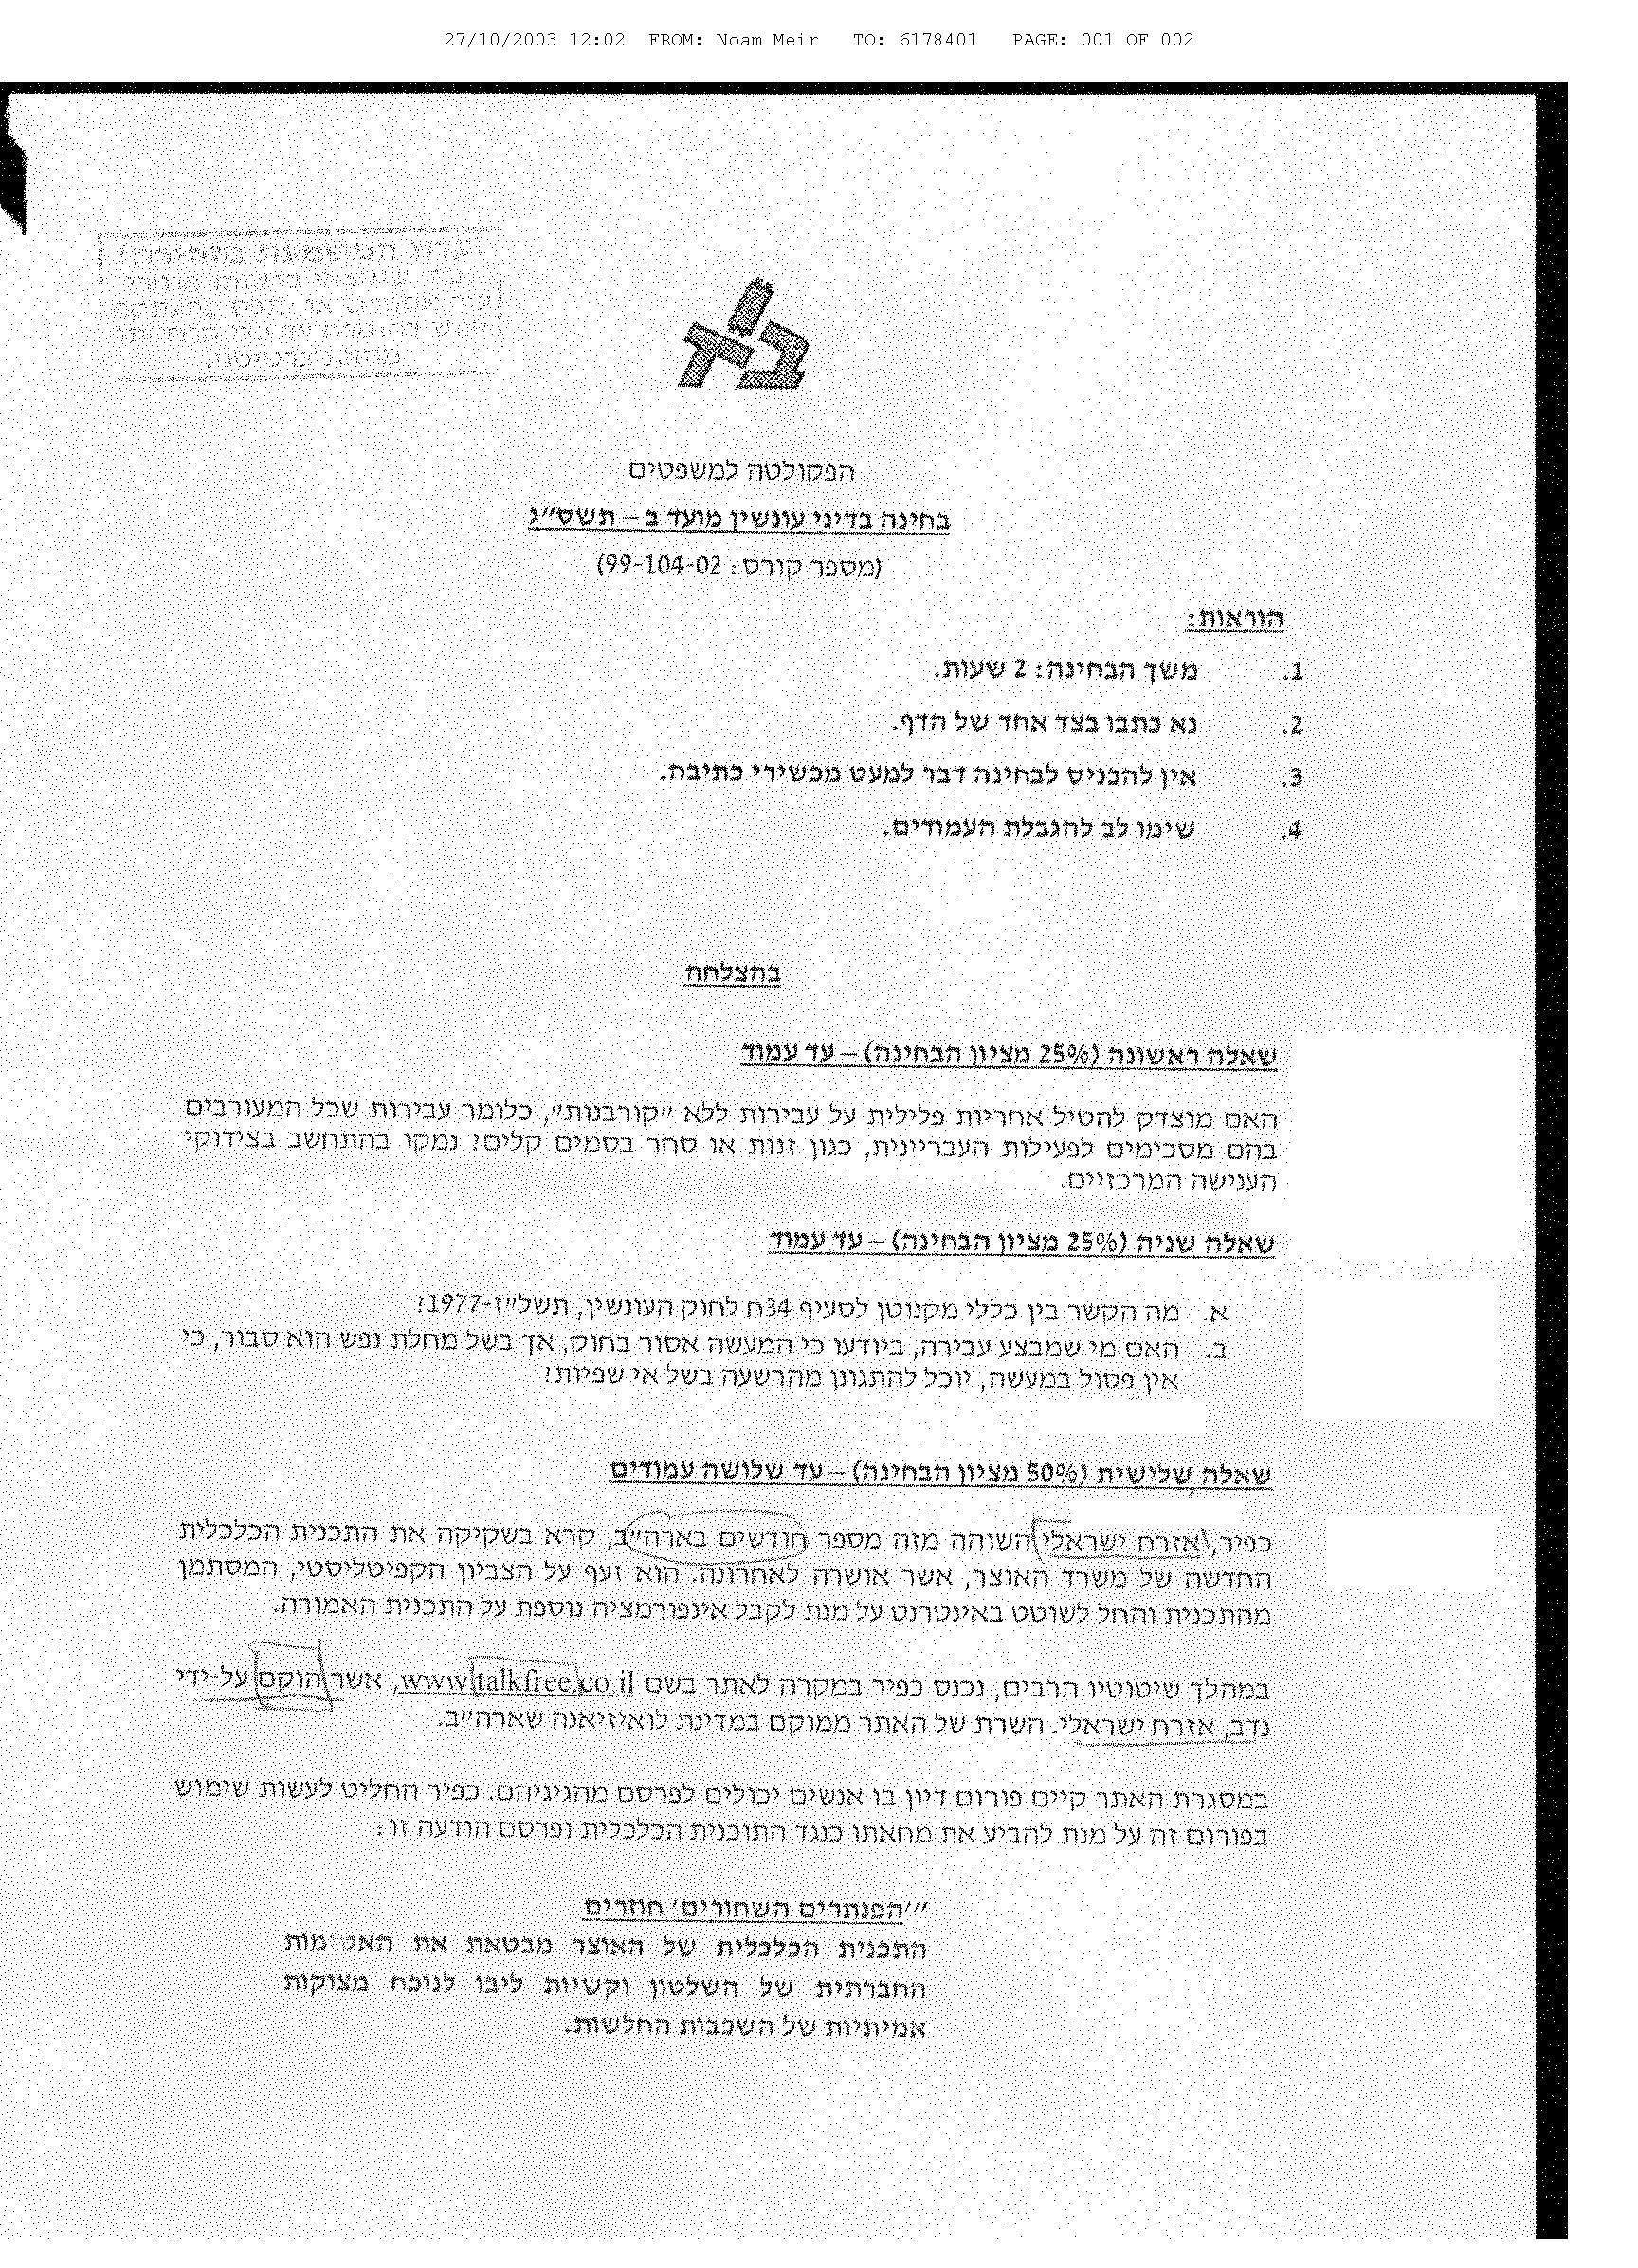 27/10/2003 12:02 FROM: Noam Meir TO: 6178401 PAGE: 001 OF 002
הפקולטה למשפטים
בחינה בדיני עונשין מועד ב – תשס״ג
(מספר קורס: 99-104-02)
הוראות:
1. משך הבחינה: 2 שעות.
2. נא כתבו בצד אחד של הדף.
3. אין להכניס לבחינה דבר למעט מכשירי כתיבה.
4. שימו לב להגבלת העמודים.
בהצלחה
שאלה ראשונה (25% מציון הבחינה) – עד עמוד
האם מוצדק להטיל אחריות פלילית על עבירות ללא ״קורבנות״, כלומר עבירות שכל המעורבים
בהם מסכימים לפעילות העבריינית, כגון זנות או סחר בסמים קלים? נמקו בהתחשב בצידוקי
הענישה המרכזיים.
שאלה שניה (25% מציון הבחינה) – עד עמוד
א. מה הקשר בין כללי מקנוטן לסעיף 34ח לחוק העונשין, תשל״ז-1977?
ב. האם מי שמבצע עבירה, ביודעו כי המעשה אסור בחוק, אך בשל מחלת נפש הוא סבור, כי
אין פסול במעשה, יוכל להתגונן מהרשעה בשל אי שפיות?
שאלה שלישית (50% מציון הבחינה) – עד שלושה עמודים
כפיר, אזרח ישראלי השוהה מזה מספר חודשים בארה״ב, קרא בשקיקה את התכנית הכלכלית
החדשה של משרד האוצר, אשר אושרה לאחרונה. הוא זעף על הצביון הקפיטליסטי, המסתמן
מהתכנית והחל לשוטט באינטרנט על מנת לקבל אינפורמציה נוספת על התכנית האמורה.
במהלך שיטוטיו הרבים, נכנס כפיר במקרה לאתר בשם www.talkfree.co.il, אשר הוקם על-ידי
נדב, אזרח ישראלי. השרת של האתר ממוקם במדינת לואיזיאנה שארה״ב.
במסגרת האתר קיים פורום דיון בו אנשים יכולים לפרסם מהגיגיהם. כפיר החליט לעשות שימוש
בפורום זה על מנת להביע את מחאתו כנגד התוכנית הכלכלית ופרסם הודעה זו:
״׳הפנתרים השחורים׳ חוזרים
התכנית הכלכלית של האוצר מבטאת את
החברתית של השלטון וקשיות ליבו לנוכח מצוקות
אמיתיות של השכבות החלשות.